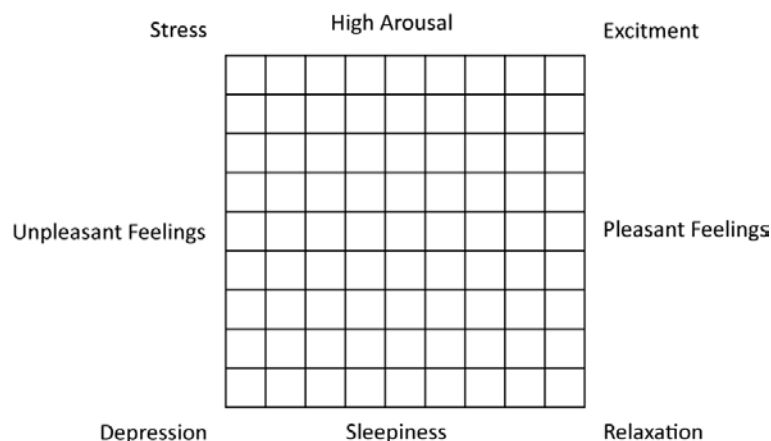 Stress
High Arousal
Excitment
Unpleasant Feelings
Pleasant Feelings
Depression
Sleepiness
Relaxation